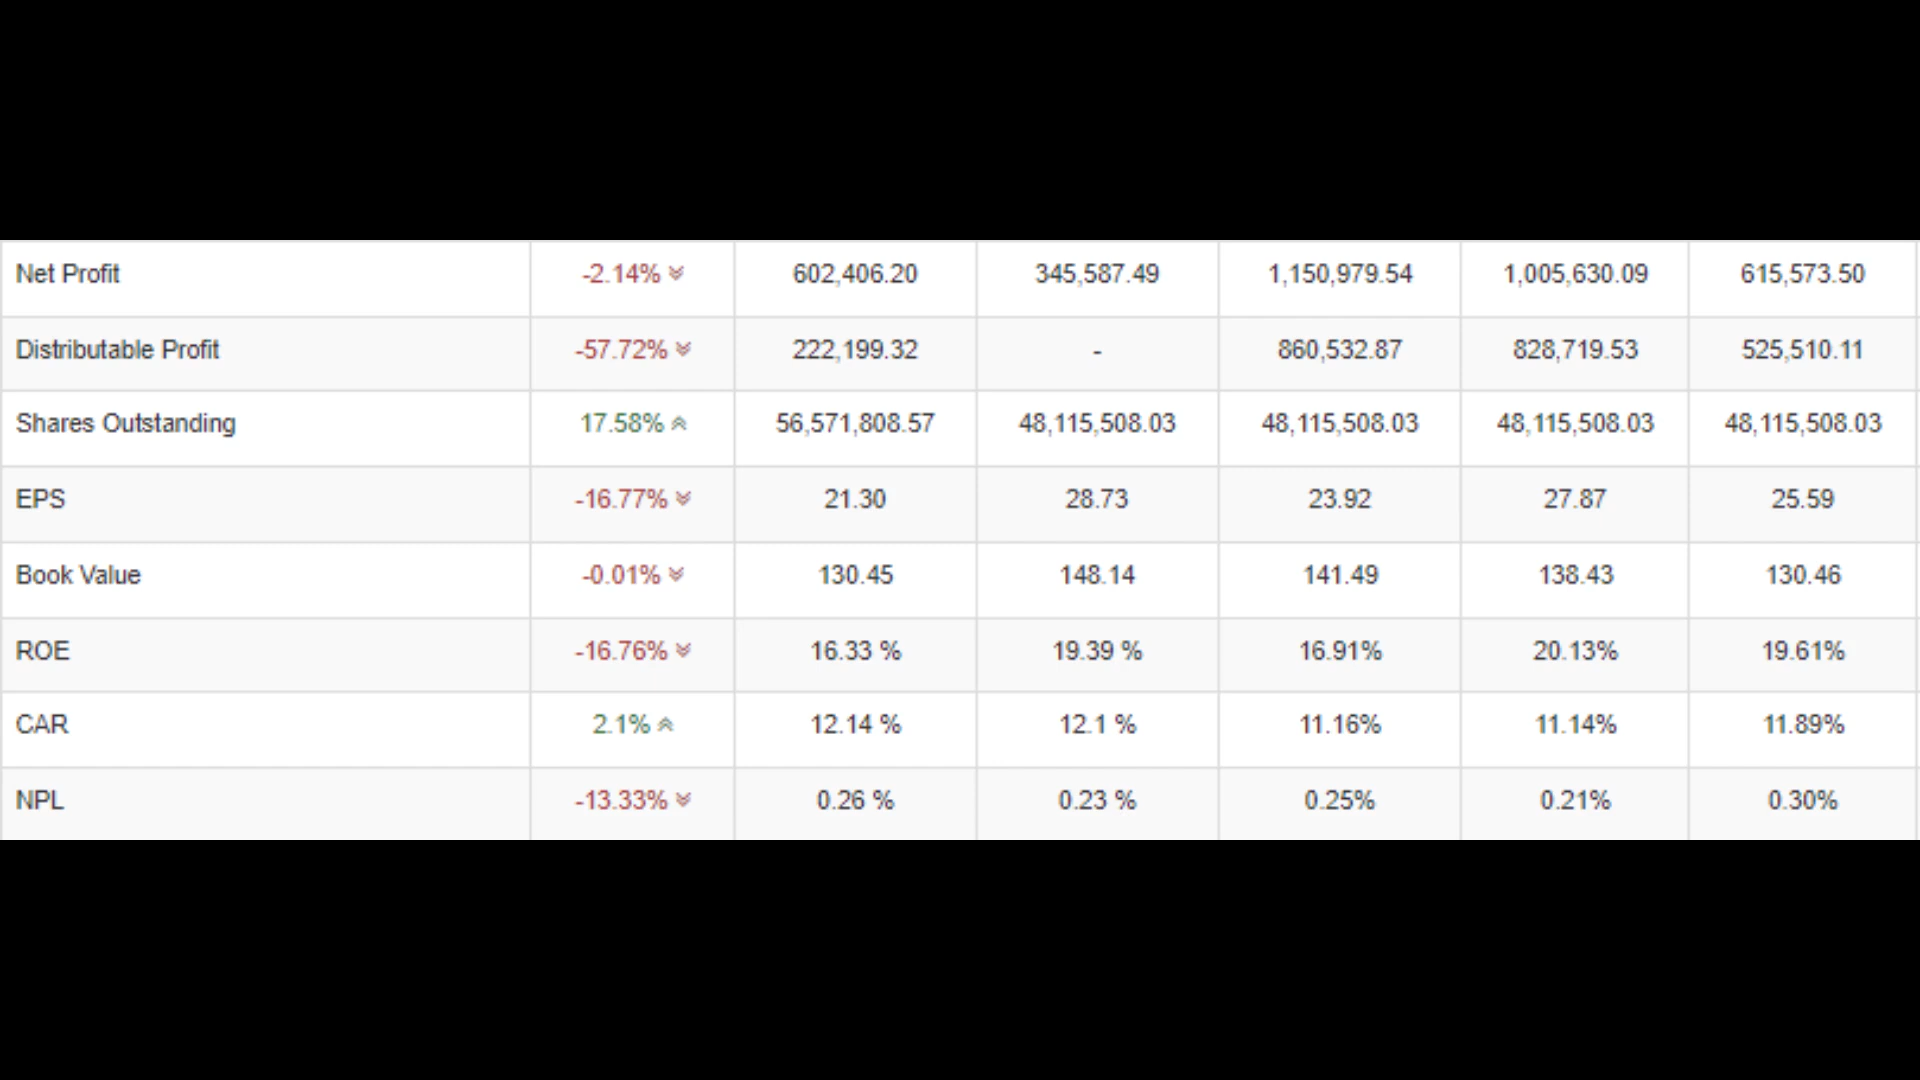 Net Profit -2.14% 602,406.20 345,587.49 1,150,979.54 1,005,630.09 615,573.50
Distributable Profit -57.72% 222,199.32 - 860,532.87 828,719.53 525,510.11
Shares Outstanding 17.58% 56,571,808.57 48,115,508.03 48,115,508.03 48,115,508.03 48,115,508.03
EPS -16.77% 21.30 28.73 23.92 27.87 25.59
Book Value -0.01% 130.45 148.14 141.49 138.43 130.46
ROE -16.76% 16.33 % 19.39 % 16.91% 20.13% 19.61%
CAR 2.1% 12.14 % 12.1 % 11.16% 11.14% 11.89%
NPL -13.33% 0.26 % 0.23 % 0.25% 0.21% 0.30%